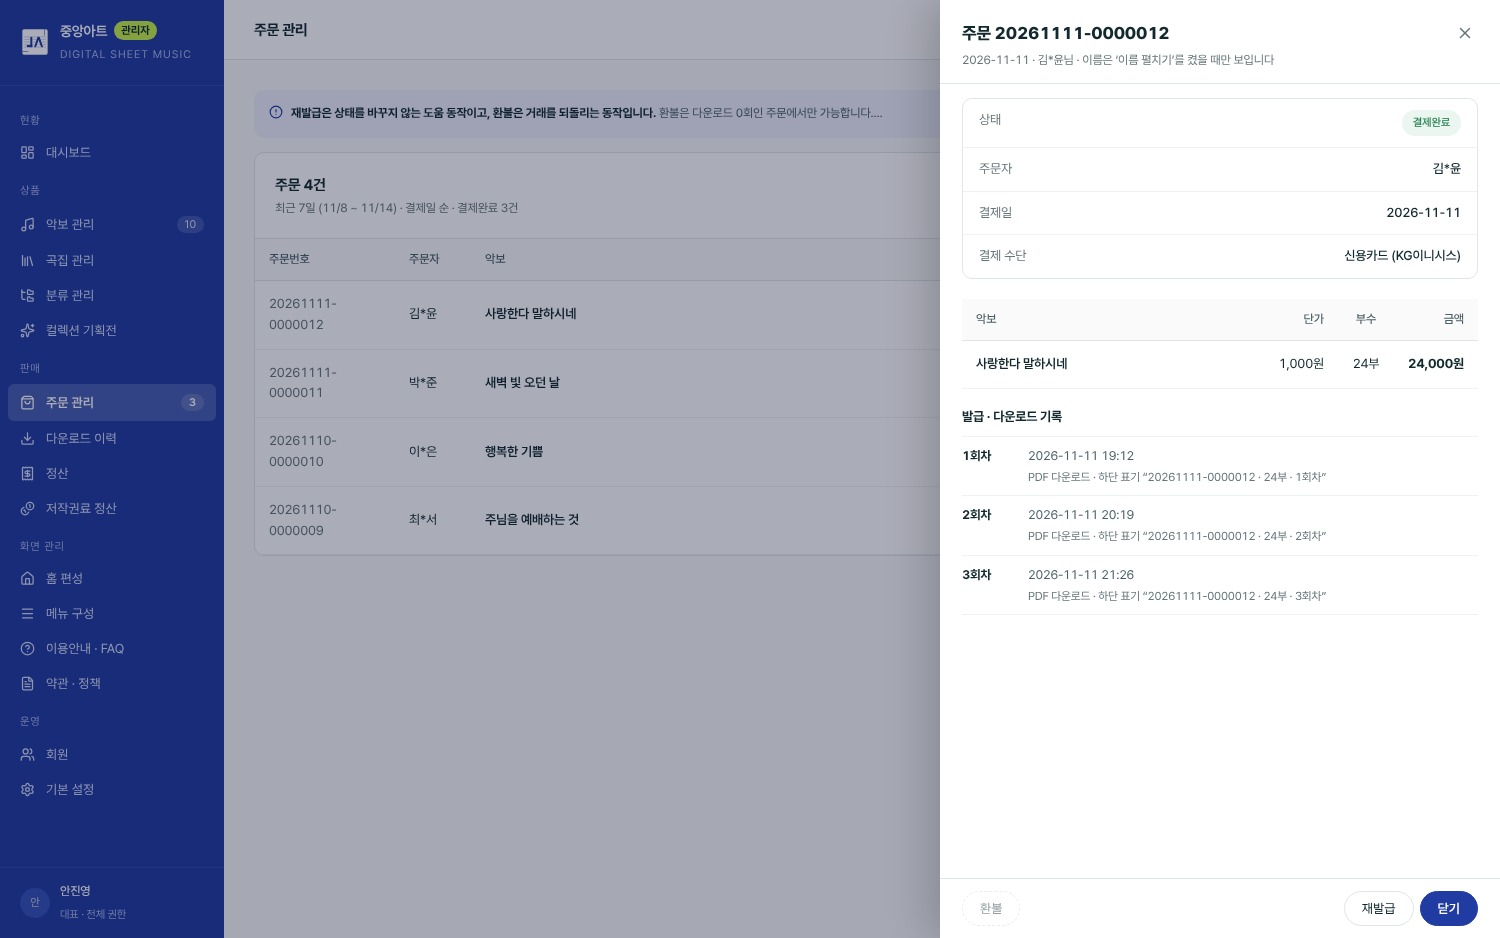 중앙아트 관리자
DIGITAL SHEET MUSIC
현황
대시보드
상품
악보 관리 10
곡집 관리
분류 관리
컬렉션 기획전
판매
주문 관리 3
다운로드 이력
정산
저작권료 정산
화면 관리
홈 편성
메뉴 구성
이용안내 · FAQ
약관 · 정책
운영
회원
기본 설정
안 안진영
대표 · 전체 권한
주문 관리
재발급은 상태를 바꾸지 않는 도움 동작이고, 환불은 거래를 되돌리는 동작입니다. 환불은 다운로드 0회인 주문에서만 가능합니다....
주문 4건
최근 7일 (11/8 ~ 11/14) · 결제일 순 · 결제완료 3건
주문번호 주문자 악보
20261111-
0000012 김*윤 사랑한다 말하시네
20261111-
0000011 박*준 새벽 빛 오던 날
20261110-
0000010 이*은 행복한 기쁨
20261110-
0000009 최*서 주님을 예배하는 것
주문 20261111-0000012
2026-11-11 · 김*윤님 · 이름은 ‘이름 펼치기’를 켰을 때만 보입니다
상태 결제완료
주문자 김*윤
결제일 2026-11-11
결제 수단 신용카드 (KG이니시스)
악보 단가 부수 금액
사랑한다 말하시네 1,000원 24부 24,000원
발급 · 다운로드 기록
1회차 2026-11-11 19:12
PDF 다운로드 · 하단 표기 “20261111-0000012 · 24부 · 1회차”
2회차 2026-11-11 20:19
PDF 다운로드 · 하단 표기 “20261111-0000012 · 24부 · 2회차”
3회차 2026-11-11 21:26
PDF 다운로드 · 하단 표기 “20261111-0000012 · 24부 · 3회차”
환불 재발급 닫기